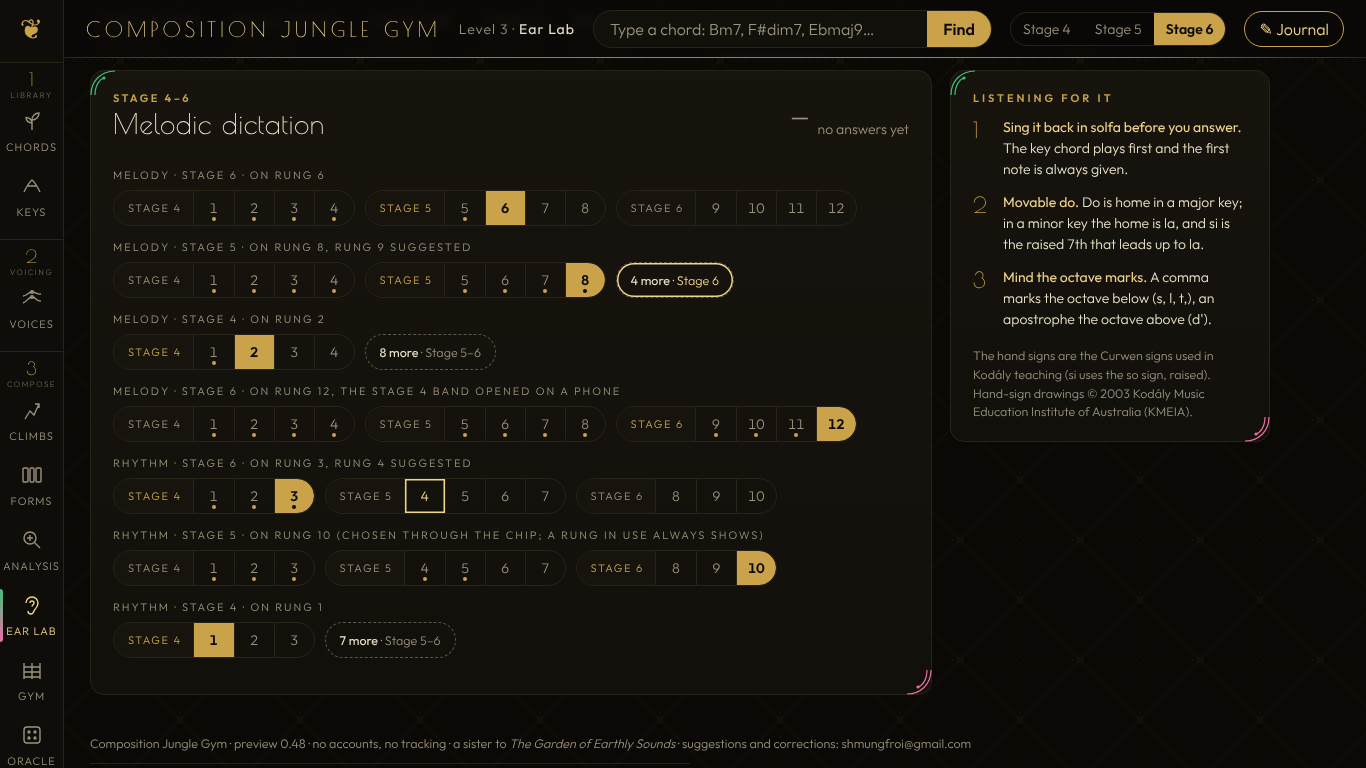 COMPOSITION JUNGLE GYM
Level 3 · Ear Lab
Type a chord: Bm7, F#dim7, Ebmaj9...
Find
Stage 4 Stage 5 Stage 6
✎ Journal
1
LIBRARY
CHORDS
KEYS
2
VOICING
VOICES
3
COMPOSE
CLIMBS
FORMS
ANALYSIS
EAR LAB
GYM
ORACLE
STAGE 4–6
Melodic dictation
— no answers yet
MELODY · STAGE 6 · ON RUNG 6
STAGE 4 1 2 3 4 STAGE 5 5 6 7 8 STAGE 6 9 10 11 12
MELODY · STAGE 5 · ON RUNG 8, RUNG 9 SUGGESTED
STAGE 4 1 2 3 4 STAGE 5 5 6 7 8 4 more · Stage 6
MELODY · STAGE 4 · ON RUNG 2
STAGE 4 1 2 3 4 8 more · Stage 5–6
MELODY · STAGE 6 · ON RUNG 12, THE STAGE 4 BAND OPENED ON A PHONE
STAGE 4 1 2 3 4 STAGE 5 5 6 7 8 STAGE 6 9 10 11 12
RHYTHM · STAGE 6 · ON RUNG 3, RUNG 4 SUGGESTED
STAGE 4 1 2 3 STAGE 5 4 5 6 7 STAGE 6 8 9 10
RHYTHM · STAGE 5 · ON RUNG 10 (CHOSEN THROUGH THE CHIP; A RUNG IN USE ALWAYS SHOWS)
STAGE 4 1 2 3 STAGE 5 4 5 6 7 STAGE 6 8 9 10
RHYTHM · STAGE 4 · ON RUNG 1
STAGE 4 1 2 3 7 more · Stage 5–6
LISTENING FOR IT
1 Sing it back in solfa before you answer.
The key chord plays first and the first
note is always given.
2 Movable do. Do is home in a major key;
in a minor key the home is la, and si is
the raised 7th that leads up to la.
3 Mind the octave marks. A comma
marks the octave below (s, l, t,), an
apostrophe the octave above (d').
The hand signs are the Curwen signs used in
Kodály teaching (si uses the so sign, raised).
Hand-sign drawings © 2003 Kodály Music
Education Institute of Australia (KMEIA).
Composition Jungle Gym · preview 0.48 · no accounts, no tracking · a sister to The Garden of Earthly Sounds · suggestions and corrections: shmungfroi@gmail.com